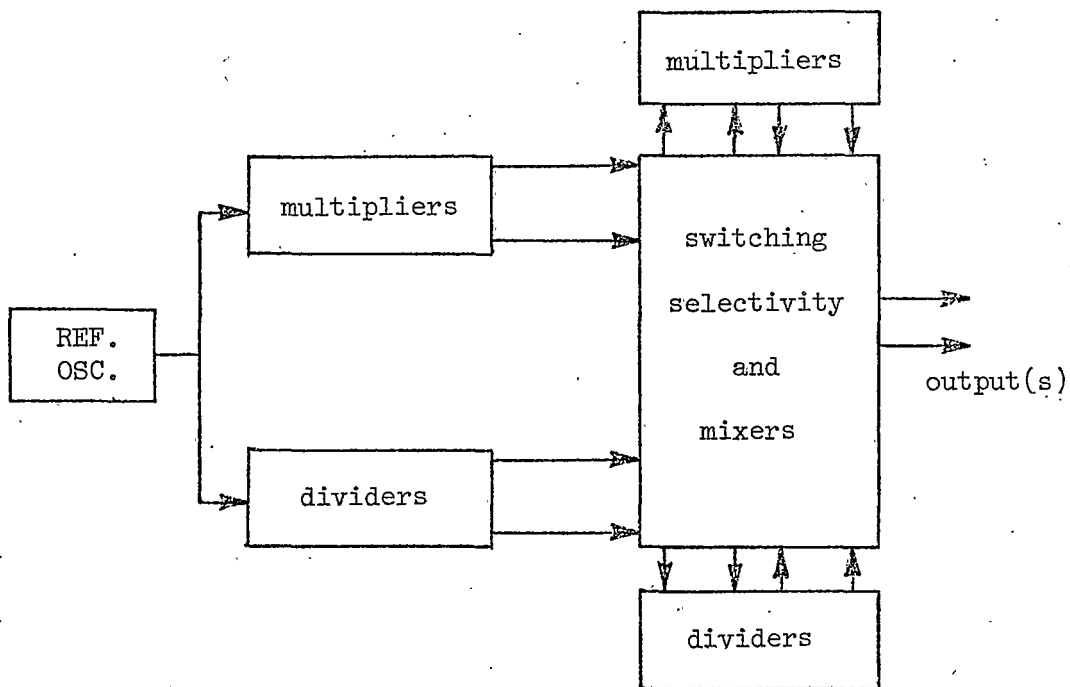 multipliers
multipliers
switching
selectivity
and
mixers
REF.
OSC.
output(s)
dividers
dividers